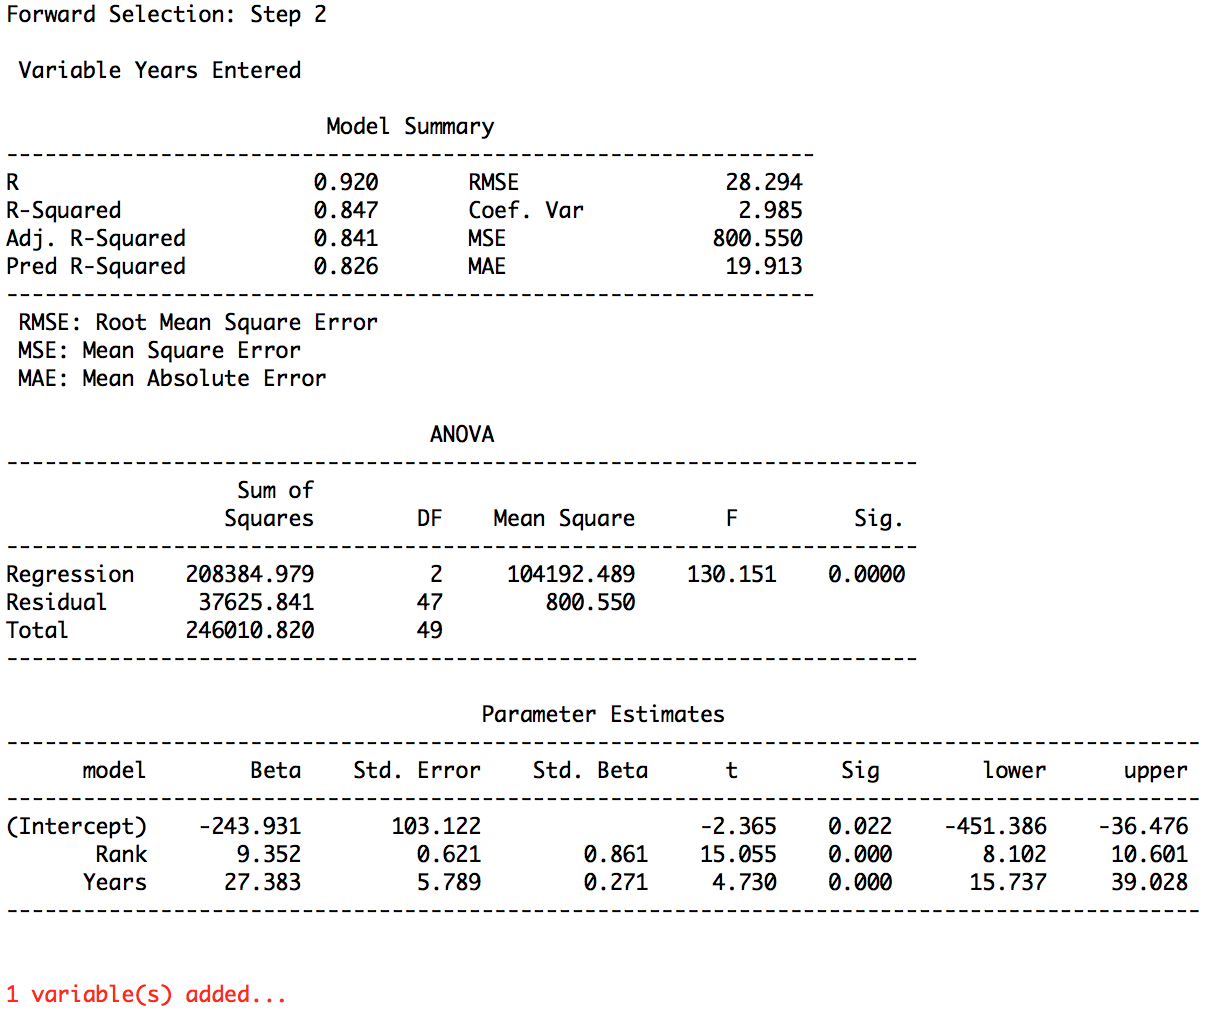 Forward Selection: Step 2
Variable Years Entered
Model Summary
---------------------------------------------------------------
R 0.920 RMSE 28.294
R-Squared 0.847 Coef. Var 2.985
Adj. R-Squared 0.841 MSE 800.550
Pred R-Squared 0.826 MAE 19.913
---------------------------------------------------------------
RMSE: Root Mean Square Error
MSE: Mean Square Error
MAE: Mean Absolute Error
ANOVA
-----------------------------------------------------------------------
Sum of
Squares DF Mean Square F Sig.
-----------------------------------------------------------------------
Regression 208384.979 2 104192.489 130.151 0.0000
Residual 37625.841 47 800.550
Total 246010.820 49
-----------------------------------------------------------------------
Parameter Estimates
---------------------------------------------------------------------------------------------
model Beta Std. Error Std. Beta t Sig lower upper
---------------------------------------------------------------------------------------------
(Intercept) -243.931 103.122 -2.365 0.022 -451.386 -36.476
Rank 9.352 0.621 0.861 15.055 0.000 8.102 10.601
Years 27.383 5.789 0.271 4.730 0.000 15.737 39.028
---------------------------------------------------------------------------------------------
1 variable(s) added...